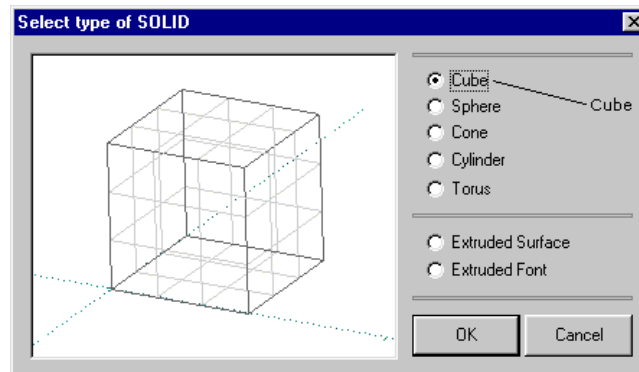 Select type of SOLID
Cube
Cube
Sphere
Cone
Cylinder
Torus
Extruded Surface
Extruded Font
OK
Cancel